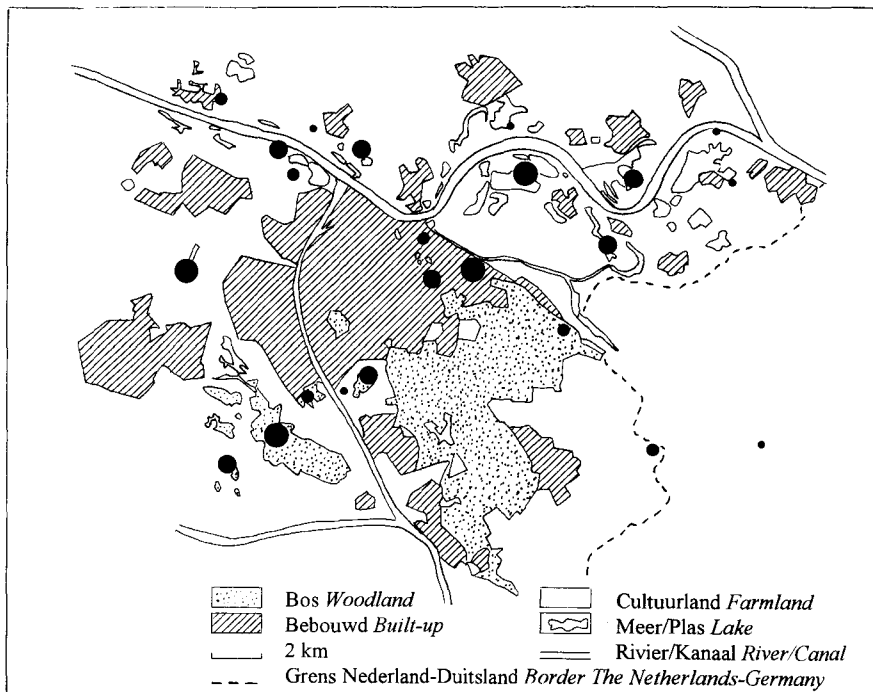 Bos Woodland
Cultuurland Farmland
Bebouwd Built-up
Meer/Plas Lake
2 km
Rivier/Kanaal River/Canal
Grens Nederland-Duitsland Border The Netherlands-Germany